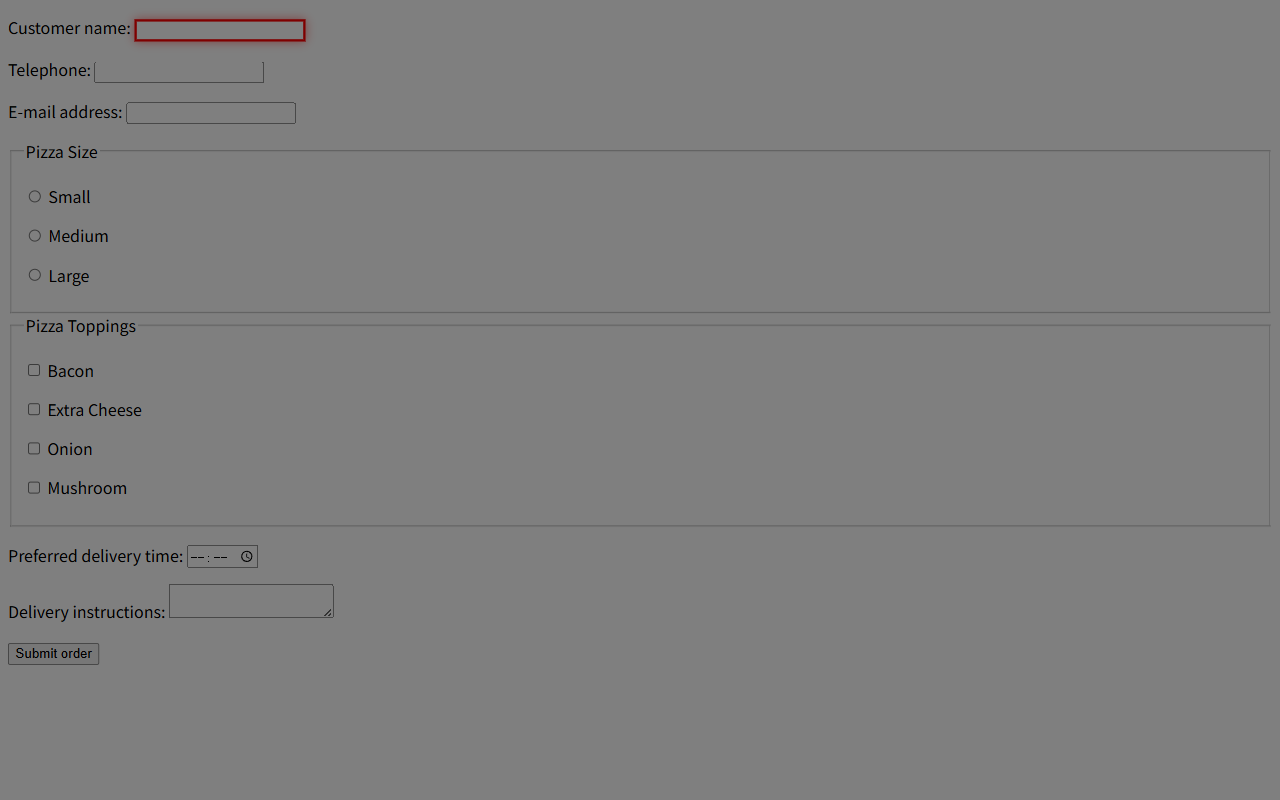 Customer name:
Telephone:
E-mail address:
Pizza Size
Small
Medium
Large
Pizza Toppings
Bacon
Extra Cheese
Onion
Mushroom
Preferred delivery time: --:--
Delivery instructions:
Submit order